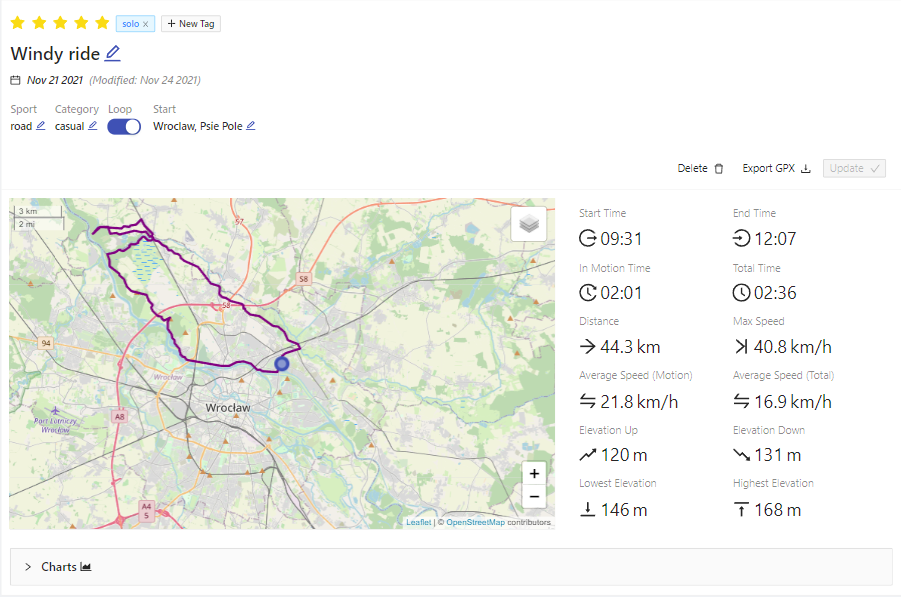 solo ×
+ New Tag
Windy ride
Nov 21 2021 (Modified: Nov 24 2021)
Sport Category Loop Start
road casual Wroclaw, Psie Pole
Delete Export GPX Update
3 km
2 mi
57
S8
S8
94
Wrocław
Wrocław
A8
Port Lotniczy
Wrocław
A4
5
+
−
Leaflet | © OpenStreetMap contributors
Start Time End Time
09:31 12:07
In Motion Time Total Time
02:01 02:36
Distance Max Speed
44.3 km 40.8 km/h
Average Speed (Motion) Average Speed (Total)
21.8 km/h 16.9 km/h
Elevation Up Elevation Down
120 m 131 m
Lowest Elevation Highest Elevation
146 m 168 m
Charts